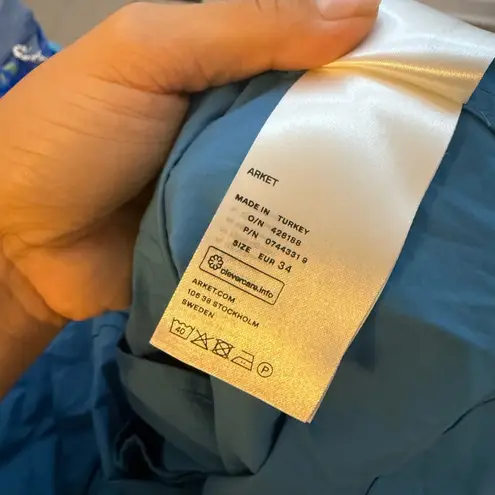 ARKET
MADE IN TURKEY
O/N 428188
P/N 0744331 9
SIZE EUR 34
clevercare.info
ARKET.COM
106 38 STOCKHOLM
SWEDEN
40 P